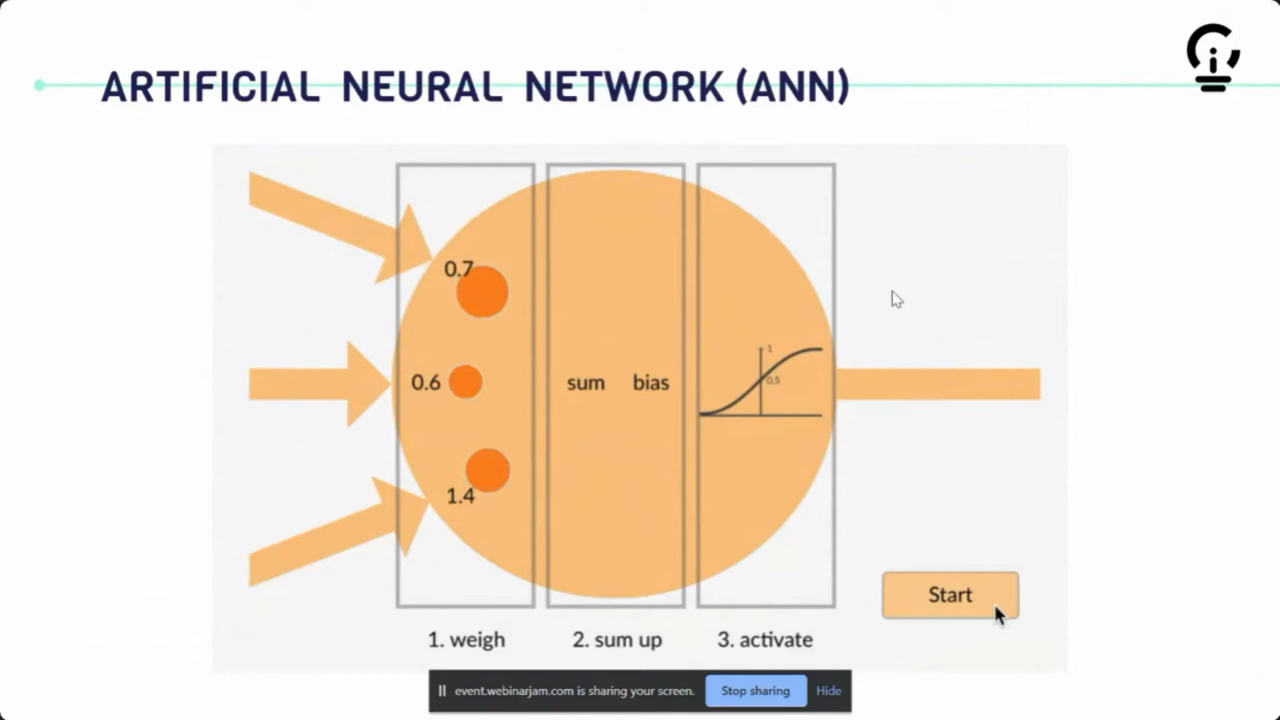 ARTIFICIAL NEURAL NETWORK (ANN)
0.7
1
0.6
sum bias
0.5
1.4
Start
1. weigh 2. sum up 3. activate
event.webinarjam.com is sharing your screen. Stop sharing Hide